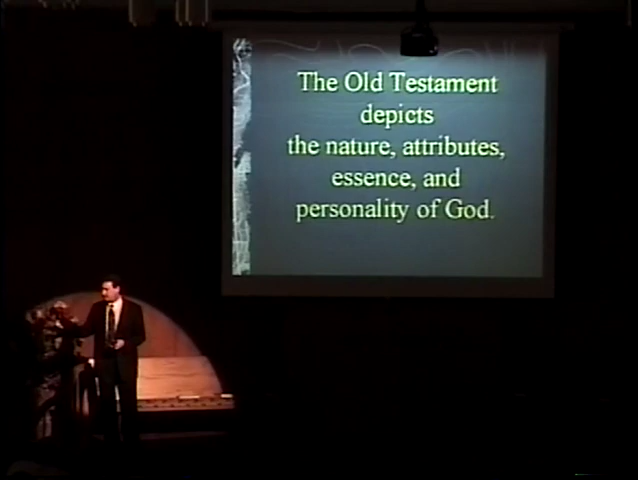 The Old Testament
depicts
the nature, attributes,
essence, and
personality of God.